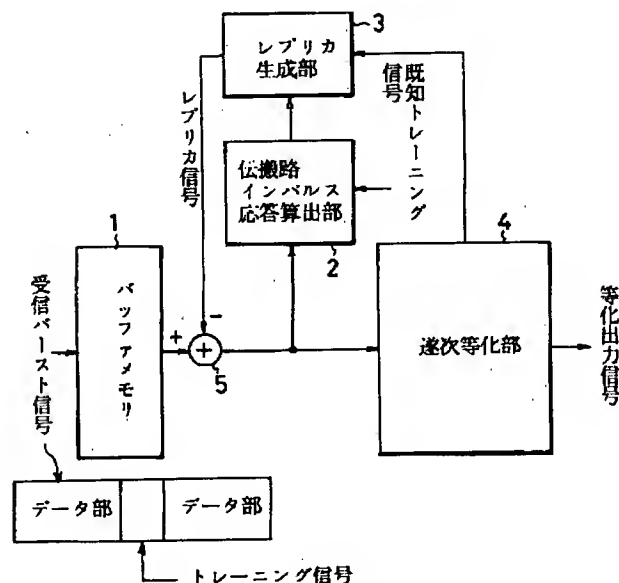 3
レプリカ
生成部
レプリカ信号
既知トレーニング
信号
伝搬路
インパルス
応答算出部
2
1
バッファメモリ
受信バースト信号
+
−
+
5
4
逐次等化部
等化出力信号
データ部
データ部
トレーニング信号